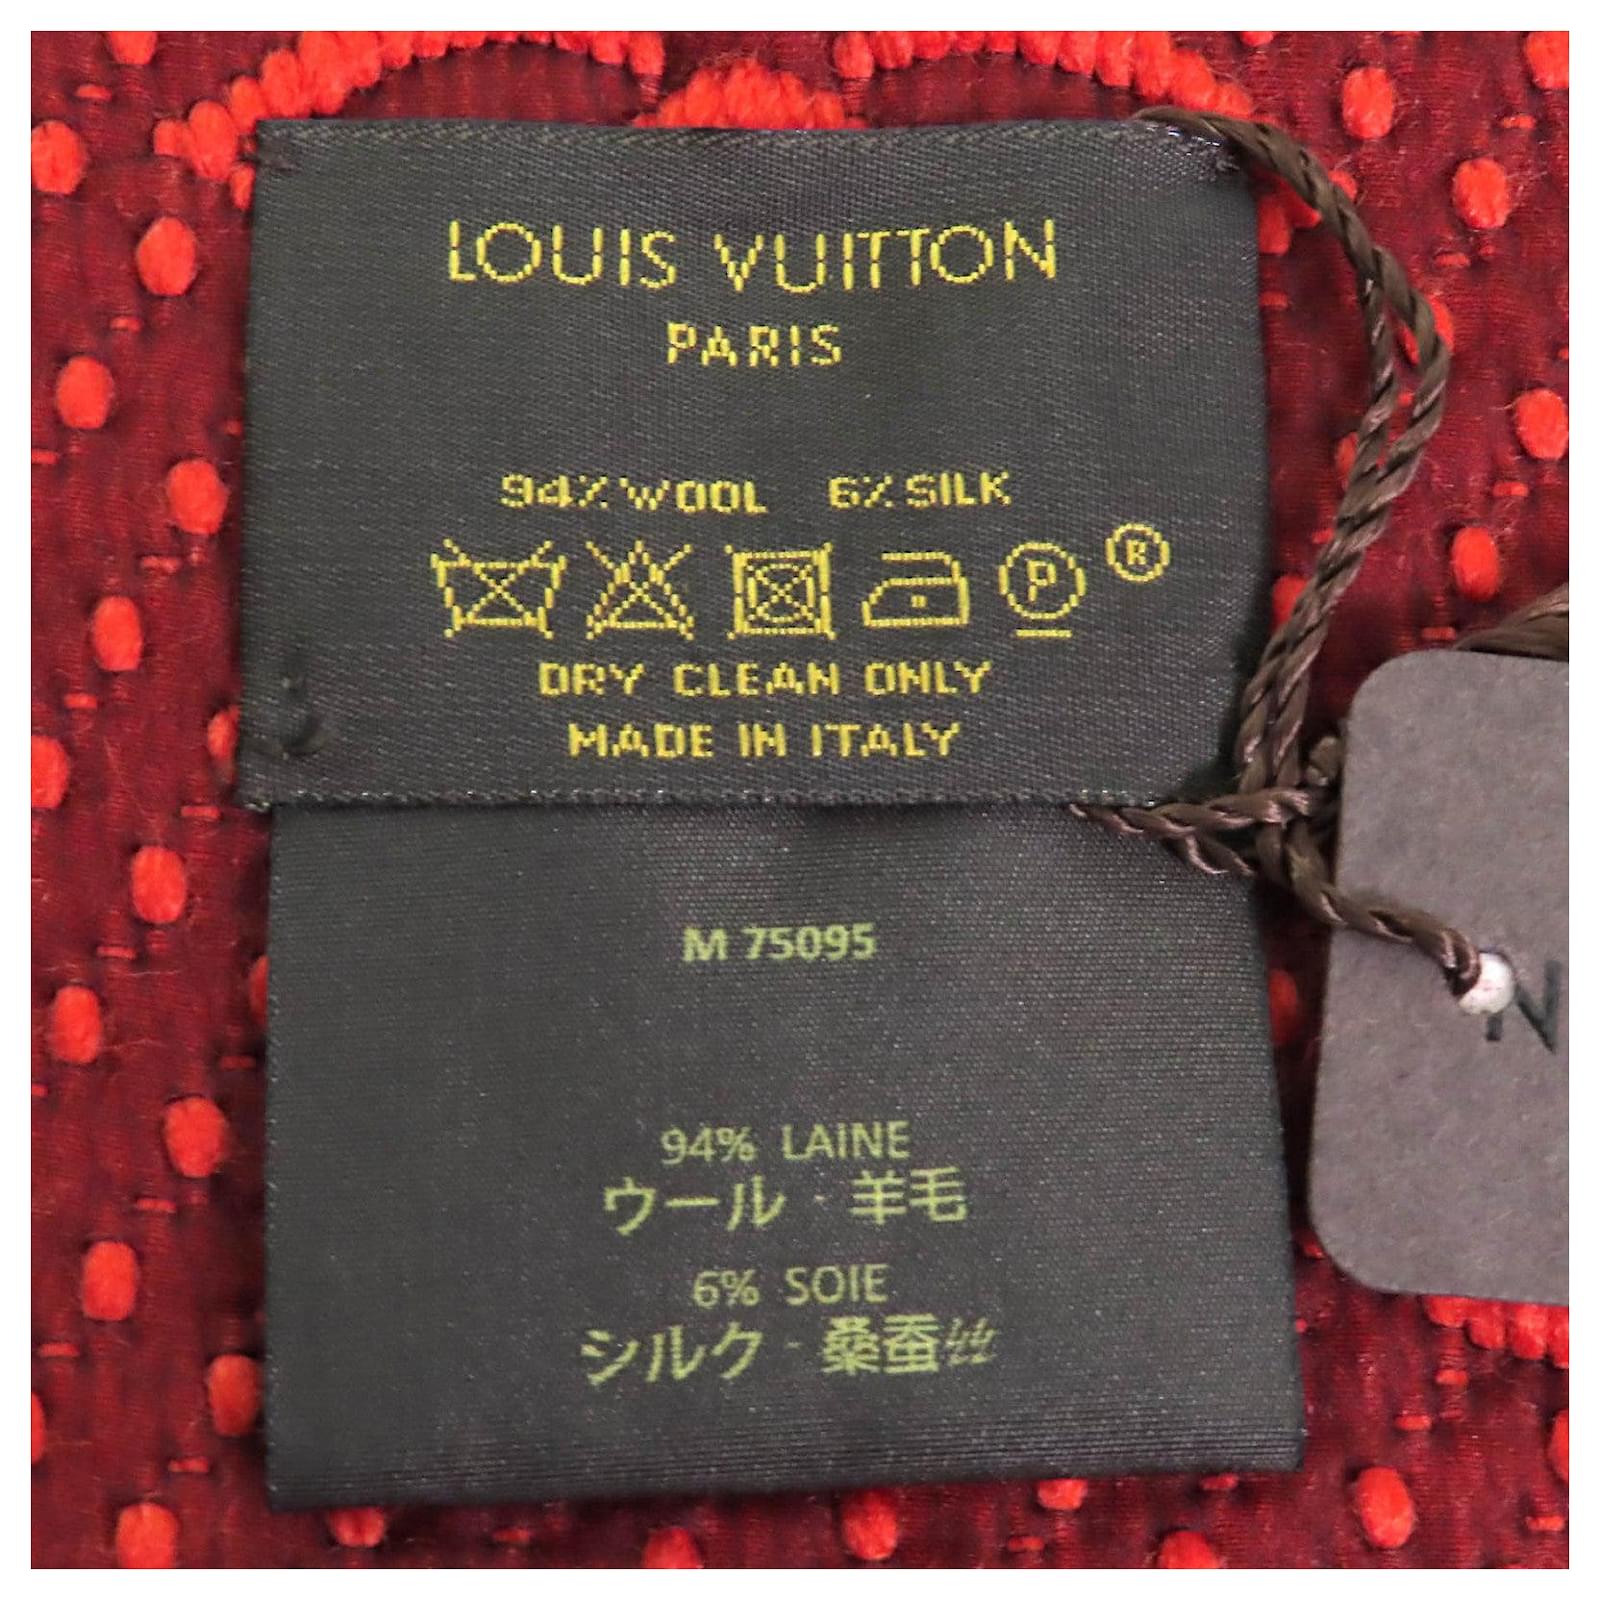 LOUIS VUITTON
PARIS
94% WOOL 6% SILK
P ®
DRY CLEAN ONLY
MADE IN ITALY
M 75095
94% LAINE
ウール・羊毛
6% SOIE
シルク・桑蚕丝